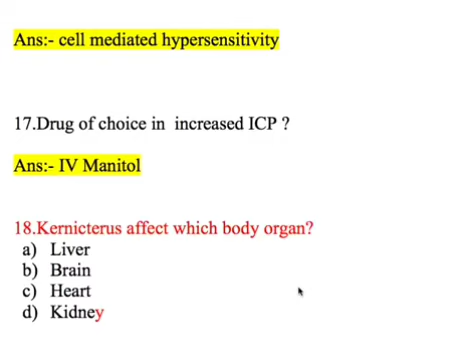 Ans:- cell mediated hypersensitivity
17.Drug of choice in increased ICP ?
Ans:- IV Manitol
18.Kernicterus affect which body organ?
a) Liver
b) Brain
c) Heart
d) Kidney